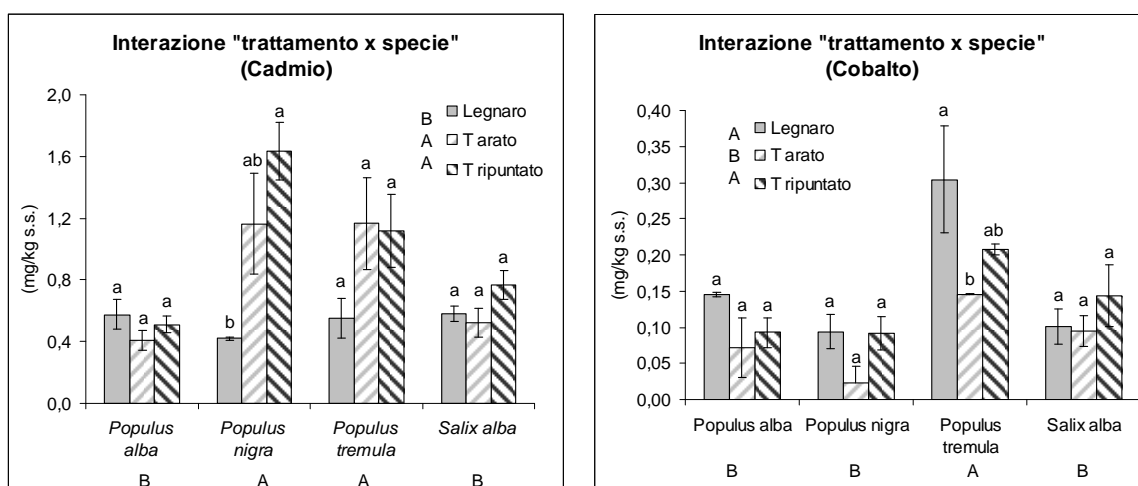 Interazione "trattamento x specie"
(Cadmio)
(mg/kg s.s.)
2,0
1,6
1,2
0,8
0,4
0,0
B Legnaro
A T arato
A T ripuntato
a a a
b ab a
a a a
a a a
Populus alba
Populus nigra
Populus tremula
Salix alba
B A A B
Interazione "trattamento x specie"
(Cobalto)
(mg/kg s.s.)
0,40
0,35
0,30
0,25
0,20
0,15
0,10
0,05
0,00
A Legnaro
B T arato
A T ripuntato
a a a
a a a
a b ab
a a a
Populus alba
Populus nigra
Populus tremula
Salix alba
B B A B